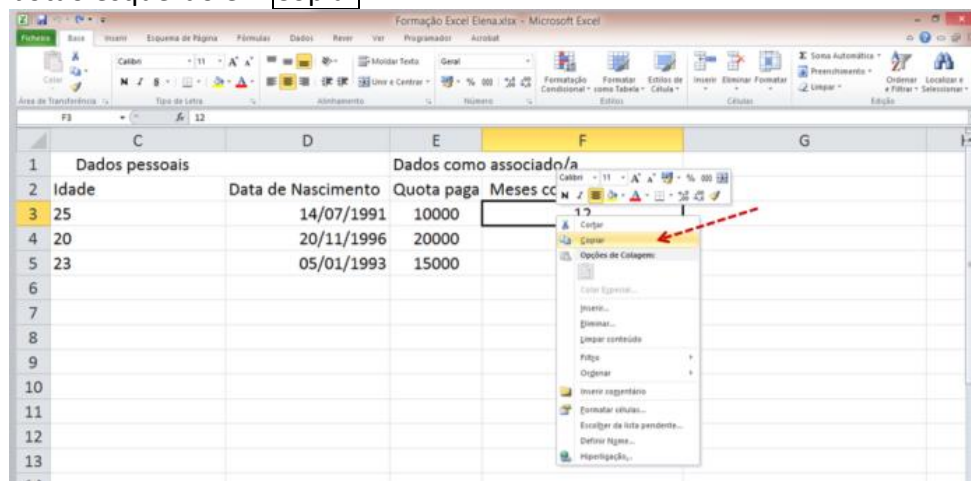 Copiar
Formação Excel Elena.xlsx - Microsoft Excel
Ficheiro Base Inserir Esquema de Página Fórmulas Dados Rever Ver Programador Acrobat
Colar Calibri 11 A A Moldar Texto Geral Formatação Condicional Formatar como Tabela Estilos de Célula Inserir Eliminar Formatar Σ Soma Automática Preenchimento Limpar Ordenar e Filtrar Localizar e Selecionar
N I S Unir e Centrar % 000
Área de Transferência Tipo de Letra Alinhamento Número Estilos Células Edição
F3 fx 12
C D E F G H
1 Dados pessoais Dados como associado/a
2 Idade Data de Nascimento Quota paga Meses
3 25 14/07/1991 10000 12
4 20 20/11/1996 20000
5 23 05/01/1993 15000
6
7
8
9
10
11
12
13
Calibri 11 A A % 000
N I A
Cortar
Copiar
Opções de Colagem:
Colar Especial...
Inserir...
Eliminar...
Limpar conteúdo
Filtro
Ordenar
Inserir comentário
Formatar células...
Escolher da lista pendente...
Definir Nome...
Hiperligação...